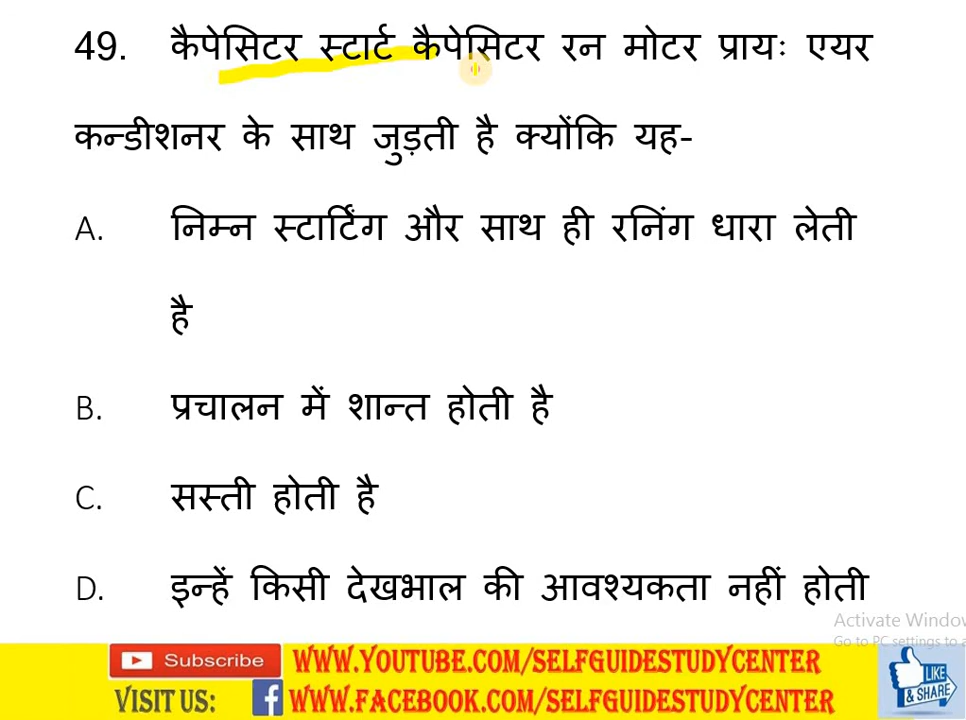 49. कैपेसिटर स्टार्ट कैपेसिटर रन मोटर प्रायः एयर
कन्डीशनर के साथ जुड़ती है क्योंकि यह-
A. निम्न स्टार्टिंग और साथ ही रनिंग धारा लेती
है
B. प्रचालन में शान्त होती है
C. सस्ती होती है
D. इन्हें किसी देखभाल की आवश्यकता नहीं होती
Activate Window
Go to PC settings to a
Subscribe WWW.YOUTUBE.COM/SELFGUIDESTUDYCENTER
VISIT US: f WWW.FACEBOOK.COM/SELFGUIDESTUDYCENTER
LIKE
& SHARE